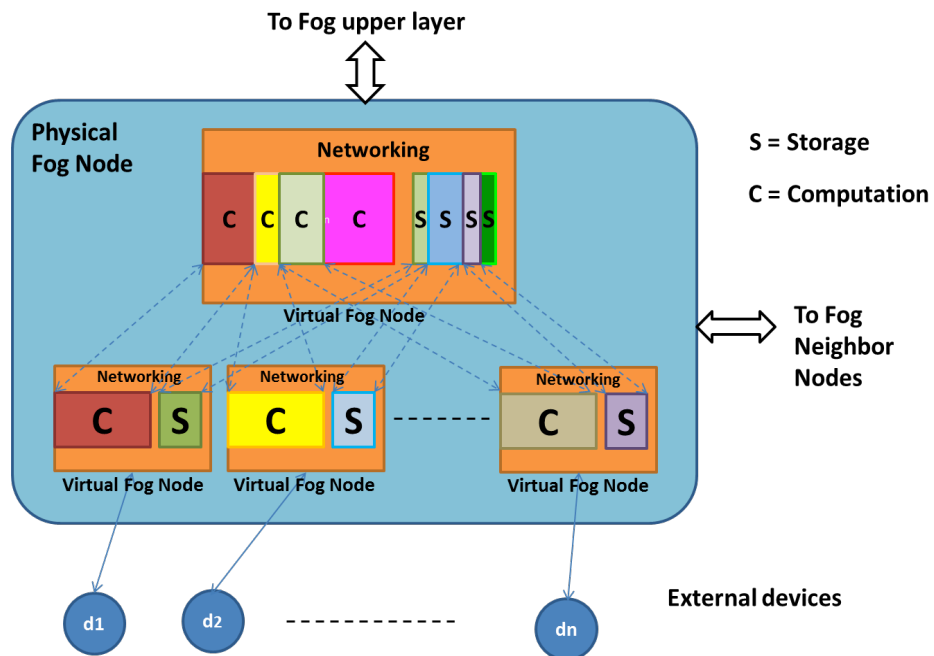 To Fog upper layer
Physical
Fog Node
Networking
S = Storage
C = Computation
C C C n C S S S S
Virtual Fog Node
To Fog
Neighbor
Nodes
Networking
C S
Virtual Fog Node
Networking
C S
Virtual Fog Node
Networking
C S
Virtual Fog Node
External devices
d1
d2
dn